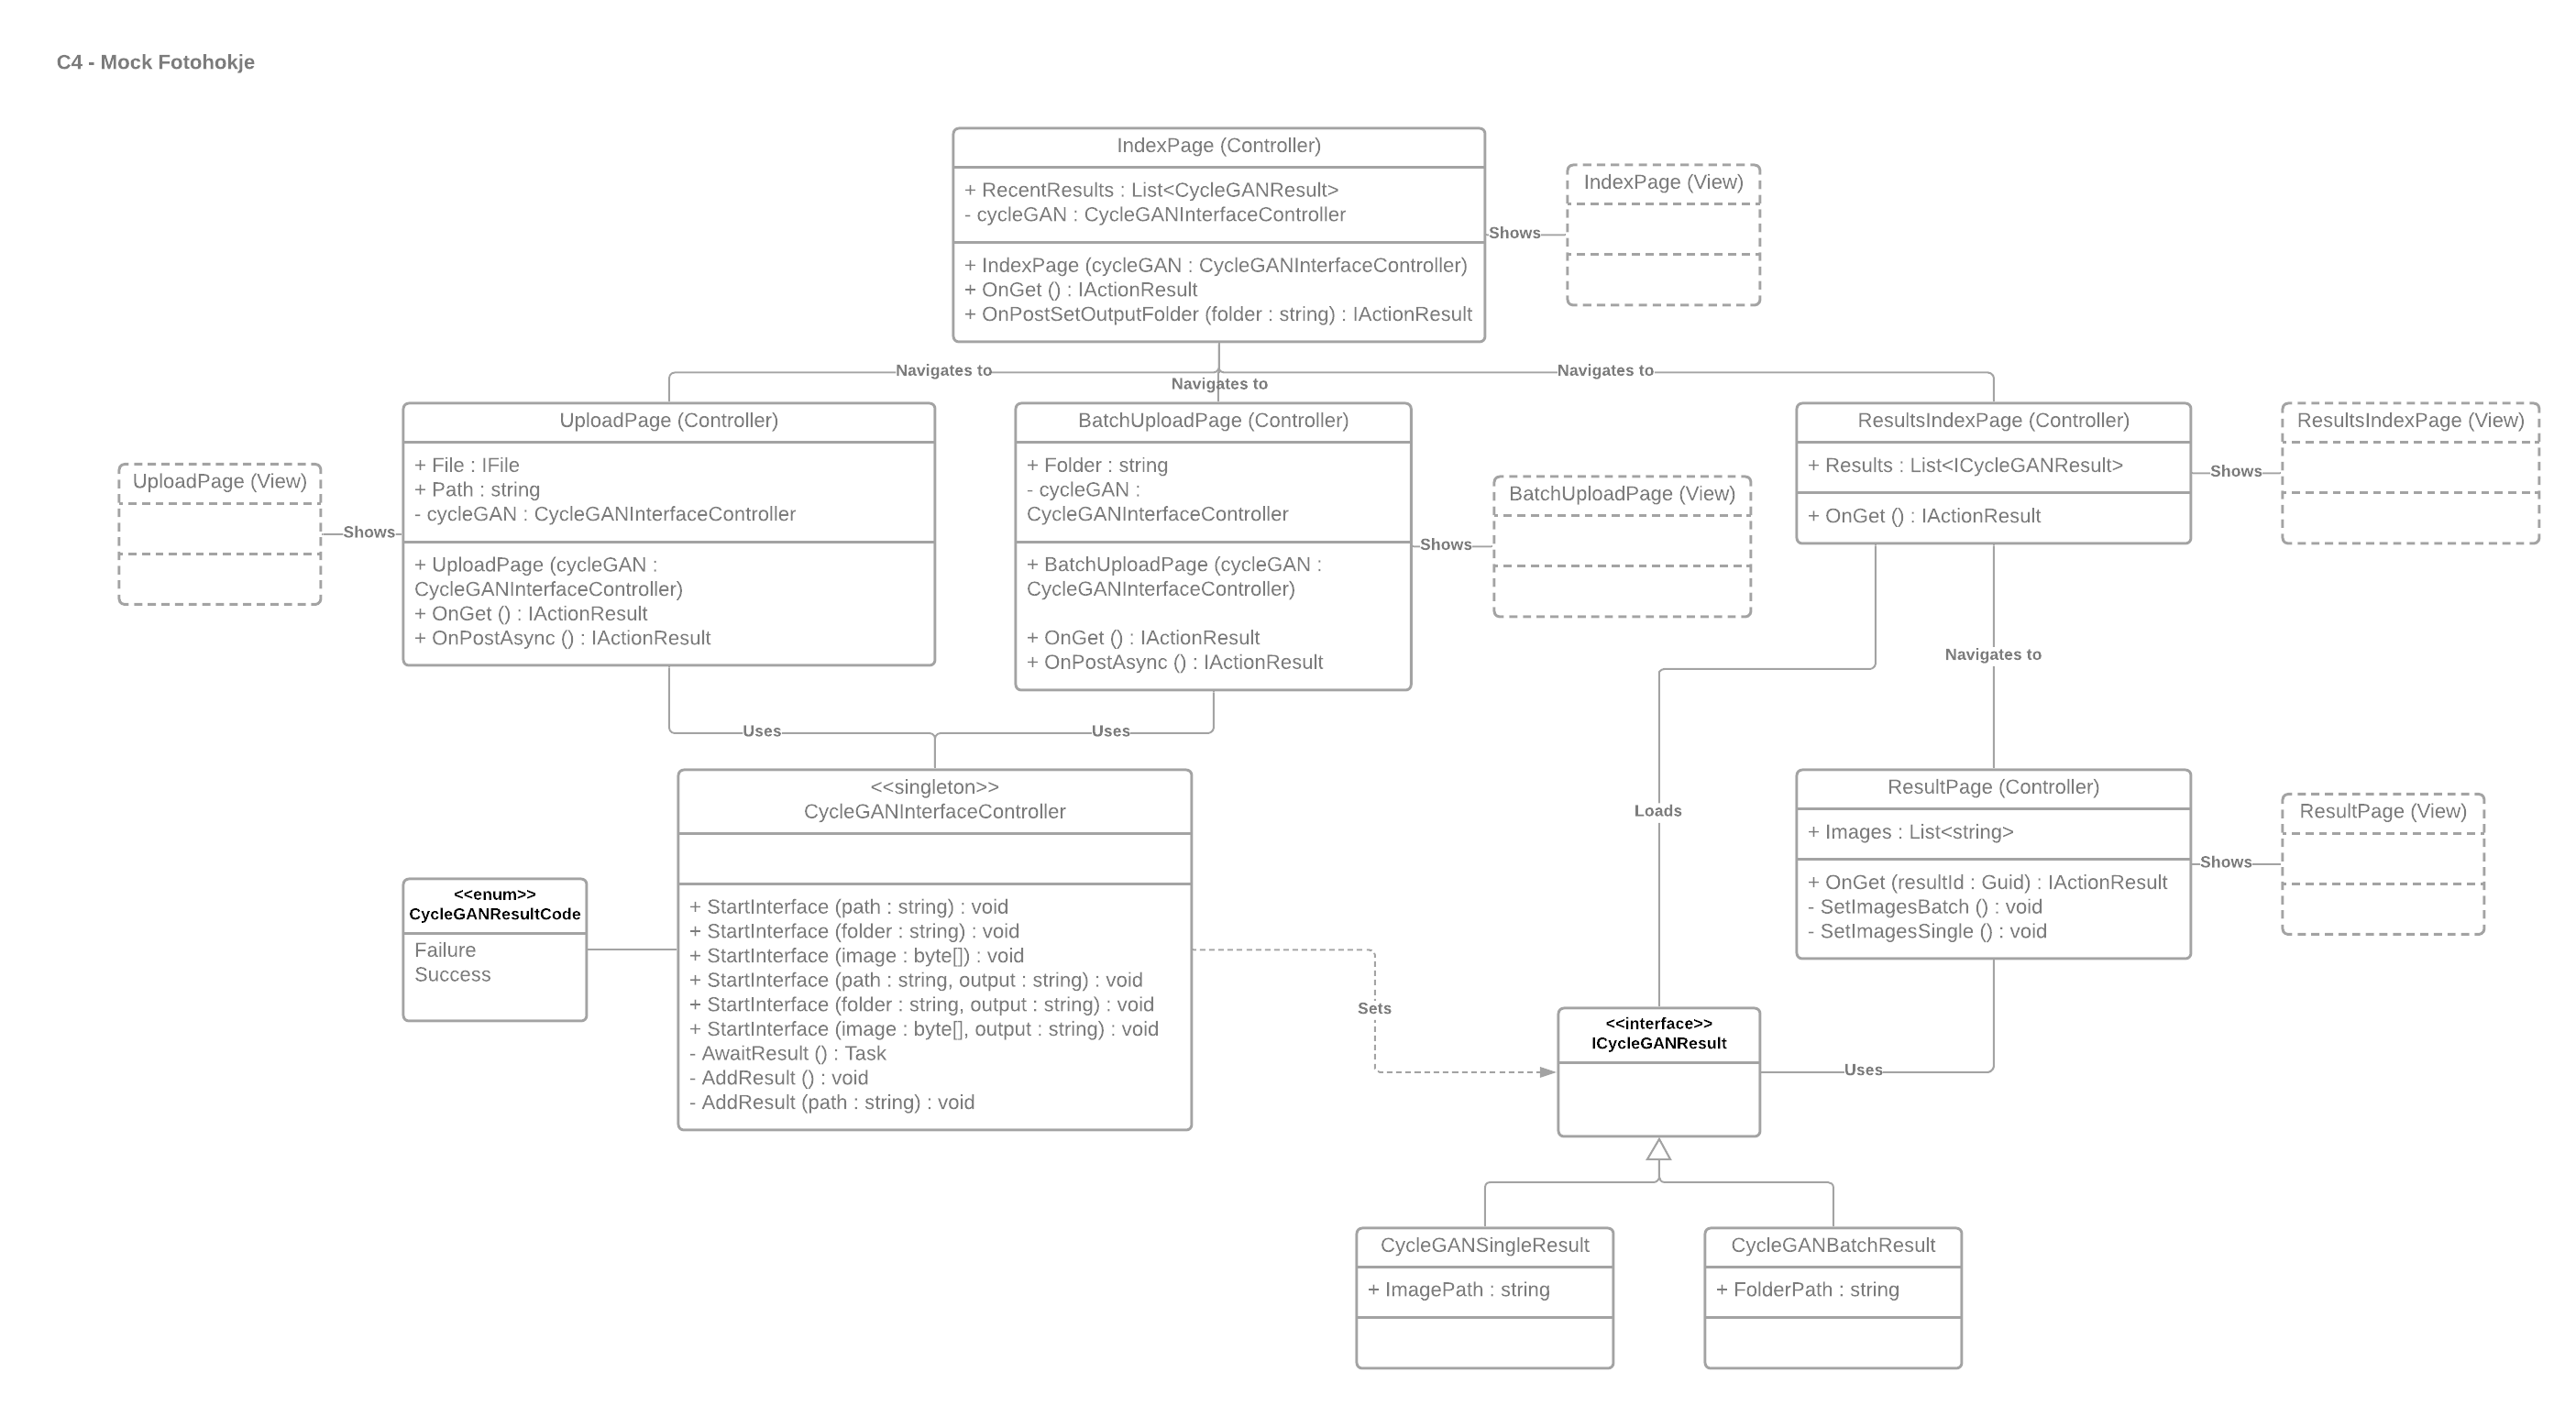 C4 - Mock Fotohokje
IndexPage (Controller)
+ RecentResults : List<CycleGANResult>
- cycleGAN : CycleGANInterfaceController
+ IndexPage (cycleGAN : CycleGANInterfaceController)
+ OnGet () : IActionResult
+ OnPostSetOutputFolder (folder : string) : IActionResult
Shows
IndexPage (View)
Navigates to
Navigates to
Navigates to
UploadPage (View)
Shows
UploadPage (Controller)
+ File : IFile
+ Path : string
- cycleGAN : CycleGANInterfaceController
+ UploadPage (cycleGAN :
CycleGANInterfaceController)
+ OnGet () : IActionResult
+ OnPostAsync () : IActionResult
BatchUploadPage (Controller)
+ Folder : string
- cycleGAN :
CycleGANInterfaceController
+ BatchUploadPage (cycleGAN :
CycleGANInterfaceController)
+ OnGet () : IActionResult
+ OnPostAsync () : IActionResult
Shows
BatchUploadPage (View)
ResultsIndexPage (Controller)
+ Results : List<ICycleGANResult>
+ OnGet () : IActionResult
Shows
ResultsIndexPage (View)
Navigates to
Uses
Uses
Loads
<<singleton>>
CycleGANInterfaceController
+ StartInterface (path : string) : void
+ StartInterface (folder : string) : void
+ StartInterface (image : byte[]) : void
+ StartInterface (path : string, output : string) : void
+ StartInterface (folder : string, output : string) : void
+ StartInterface (image : byte[], output : string) : void
- AwaitResult () : Task
- AddResult () : void
- AddResult (path : string) : void
<<enum>>
CycleGANResultCode
Failure
Success
Sets
ResultPage (Controller)
+ Images : List<string>
+ OnGet (resultId : Guid) : IActionResult
- SetImagesBatch () : void
- SetImagesSingle () : void
Shows
ResultPage (View)
<<interface>>
ICycleGANResult
Uses
CycleGANSingleResult
+ ImagePath : string
CycleGANBatchResult
+ FolderPath : string